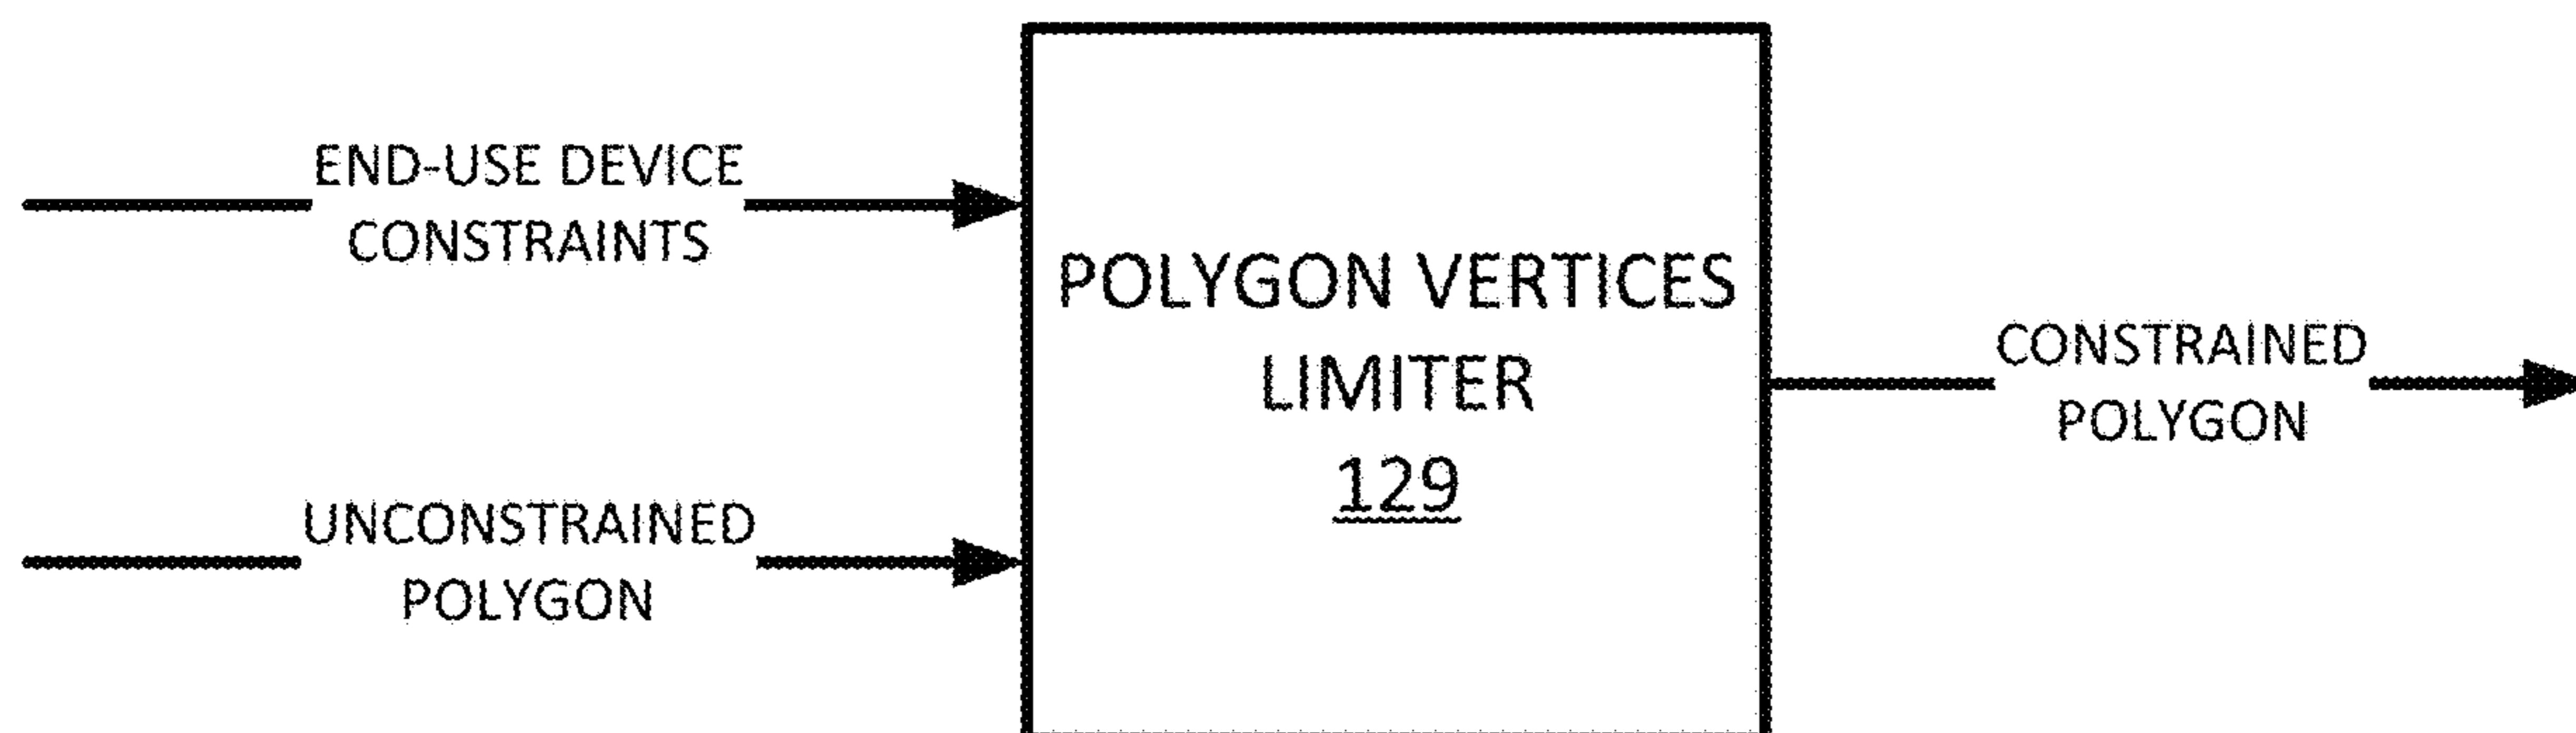 END-USE DEVICE
CONSTRAINTS
UNCONSTRAINED
POLYGON
POLYGON VERTICES
LIMITER
129
CONSTRAINED
POLYGON